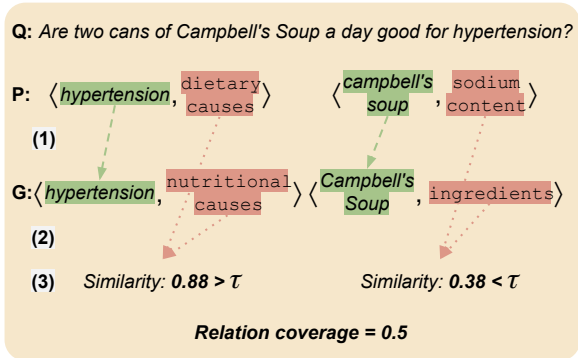 Q: Are two cans of Campbell's Soup a day good for hypertension?
P: ⟨hypertension, dietary causes⟩ ⟨campbell's soup, sodium content⟩
(1)
G:⟨hypertension, nutritional causes⟩⟨Campbell's Soup, ingredients⟩
(2)
(3) Similarity: 0.88 > τ Similarity: 0.38 < τ
Relation coverage = 0.5